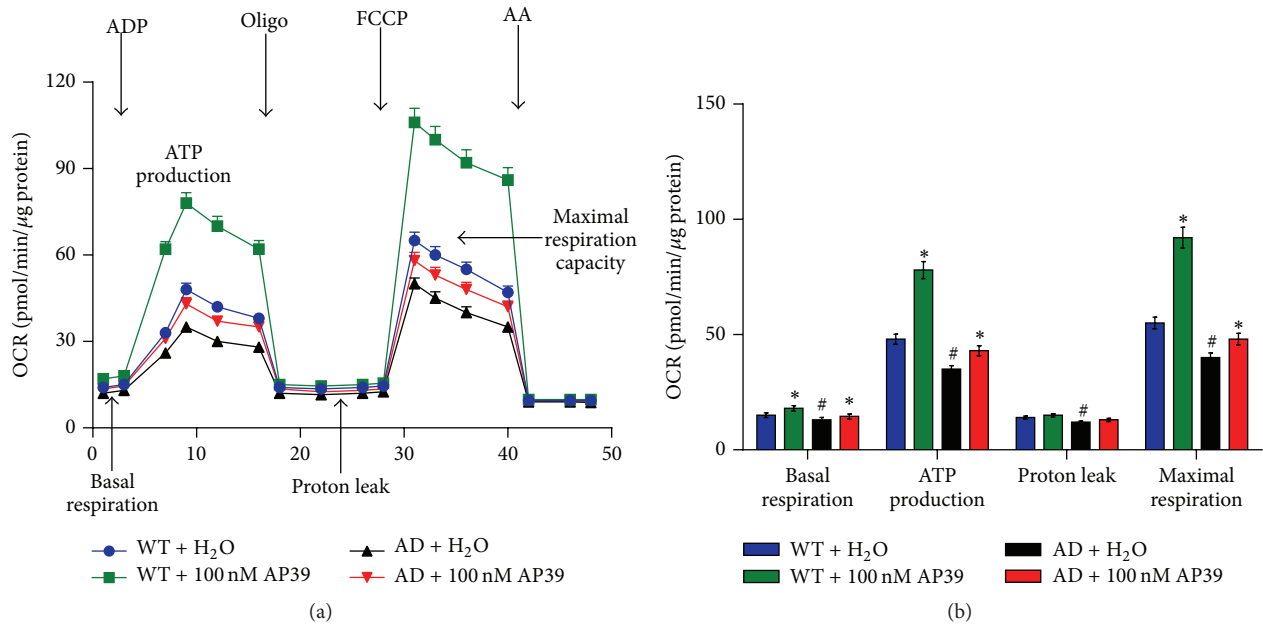 ADP
Oligo
FCCP
AA
120
90
60
30
0
OCR (pmol/min/µg protein)
ATP
production
Maximal
respiration
capacity
0 10 20 30 40 50
Basal
respiration
Proton leak
WT + H₂O
WT + 100 nM AP39
AD + H₂O
AD + 100 nM AP39
(a)
150
100
50
0
OCR (pmol/min/µg protein)
* # *
* # *
#
* # *
Basal
respiration
ATP
production
Proton leak
Maximal
respiration
WT + H₂O
WT + 100 nM AP39
AD + H₂O
AD + 100 nM AP39
(b)